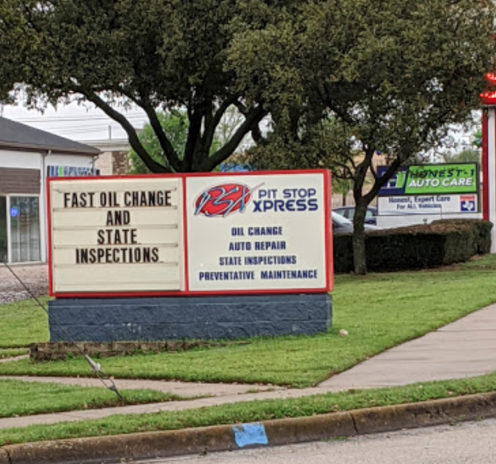 FAST OIL CHANGE
AND
STATE
INSPECTIONS
PIT STOP
XPRESS
OIL CHANGE
AUTO REPAIR
STATE INSPECTIONS
PREVENTATIVE MAINTENANCE
HONEST-1
AUTO CARE
Honest, Expert Care
For ALL Vehicles